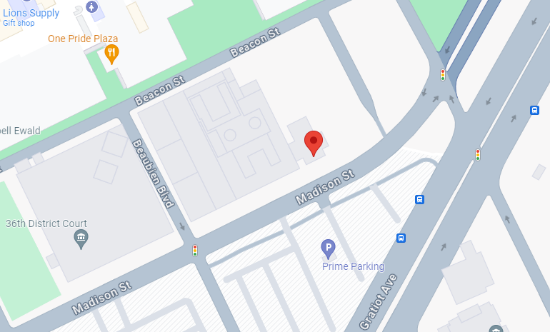 Lions Supply
Gift shop
One Pride Plaza
Beacon St
Beacon St
Ewald
Beaubien Blvd
Madison St
36th District Court
P
Prime Parking
Madison St
Gratiot Ave